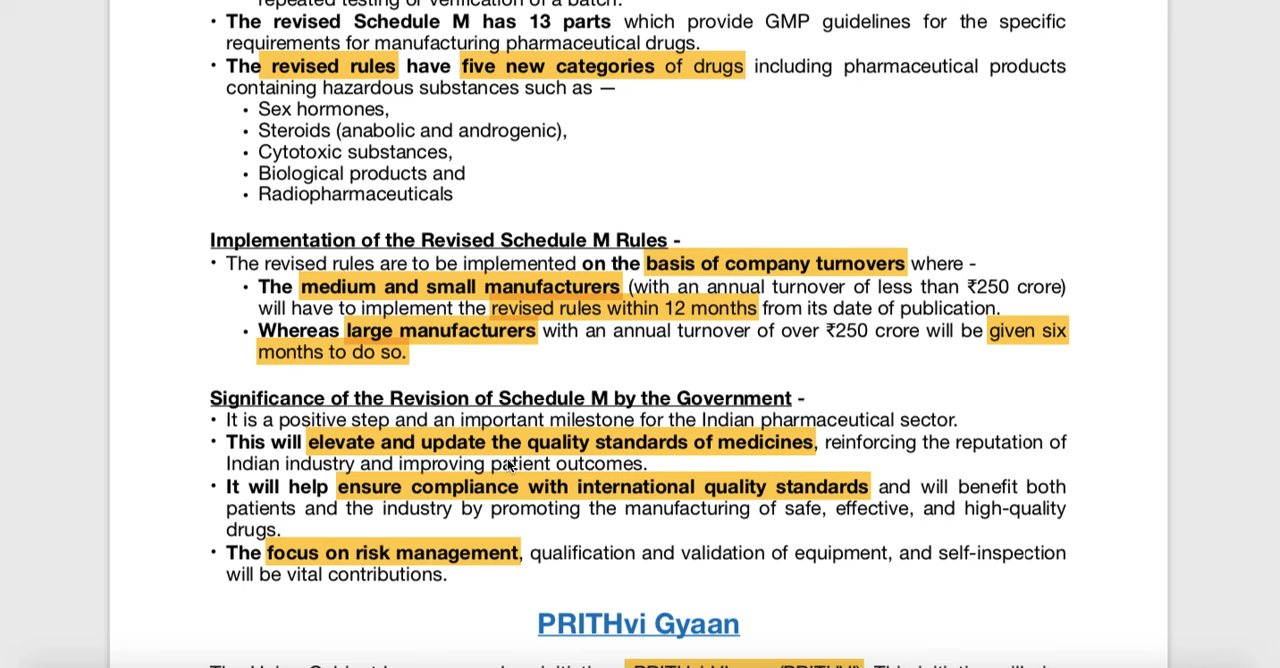 repeated testing or verification of a batch.
• The revised Schedule M has 13 parts which provide GMP guidelines for the specific
requirements for manufacturing pharmaceutical drugs.
• The revised rules have five new categories of drugs including pharmaceutical products
containing hazardous substances such as —
• Sex hormones,
• Steroids (anabolic and androgenic),
• Cytotoxic substances,
• Biological products and
• Radiopharmaceuticals
Implementation of the Revised Schedule M Rules -
• The revised rules are to be implemented on the basis of company turnovers where -
• The medium and small manufacturers (with an annual turnover of less than ₹250 crore)
will have to implement the revised rules within 12 months from its date of publication.
• Whereas large manufacturers with an annual turnover of over ₹250 crore will be given six
months to do so.
Significance of the Revision of Schedule M by the Government -
• It is a positive step and an important milestone for the Indian pharmaceutical sector.
• This will elevate and update the quality standards of medicines, reinforcing the reputation of
Indian industry and improving patient outcomes.
• It will help ensure compliance with international quality standards and will benefit both
patients and the industry by promoting the manufacturing of safe, effective, and high-quality
drugs.
• The focus on risk management, qualification and validation of equipment, and self-inspection
will be vital contributions.
PRITHvi Gyaan